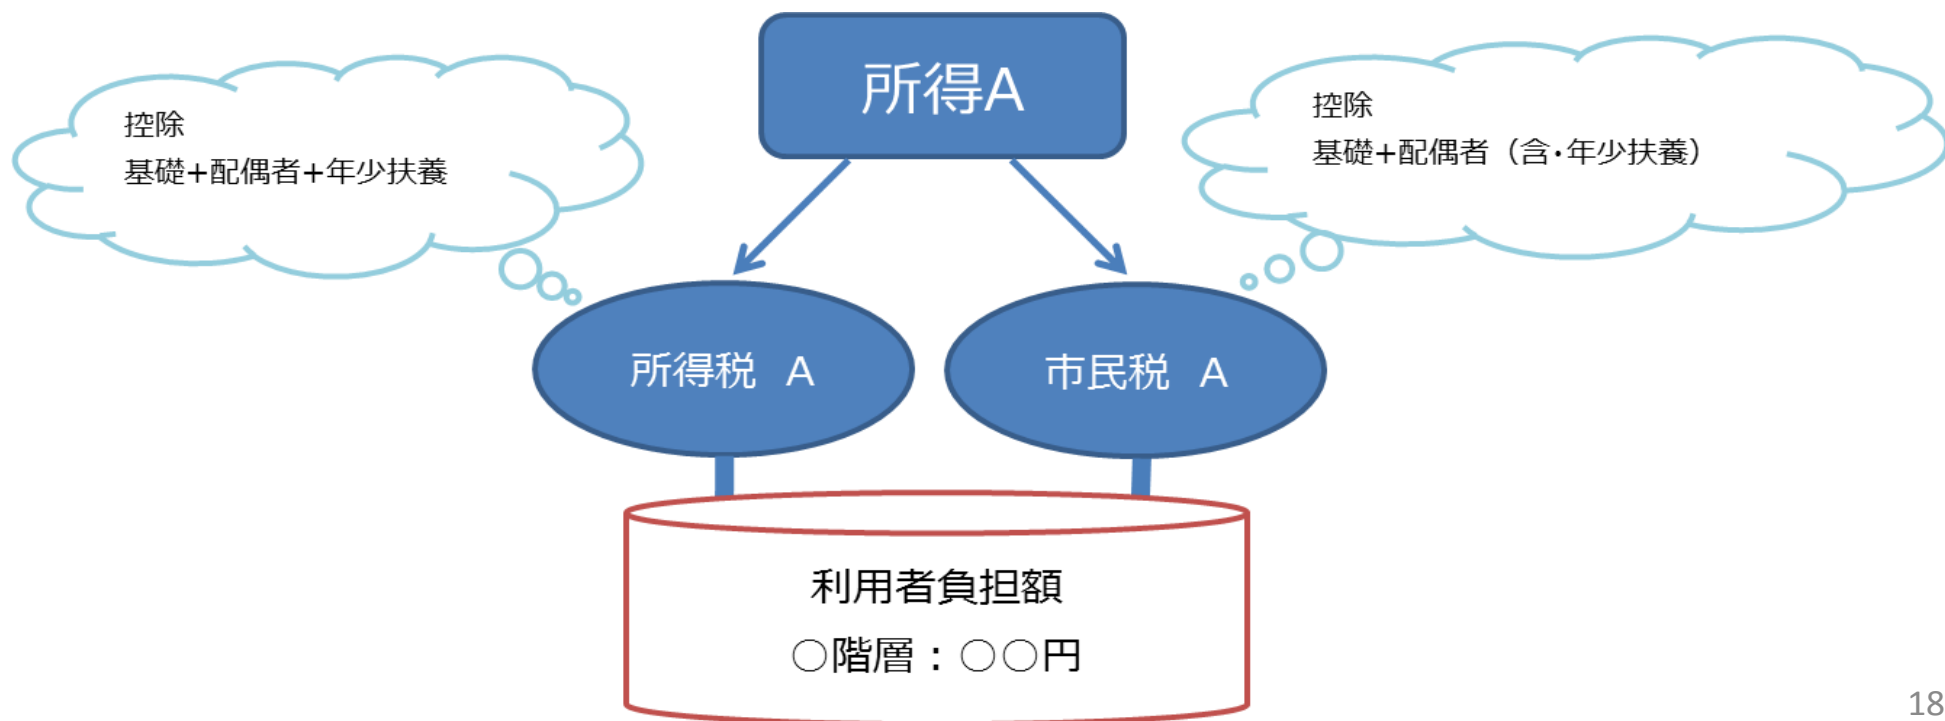 所得A
控除
基礎+配偶者+年少扶養
控除
基礎+配偶者（含・年少扶養）
所得税　A
市民税　A
利用者負担額
○階層：○○円
18